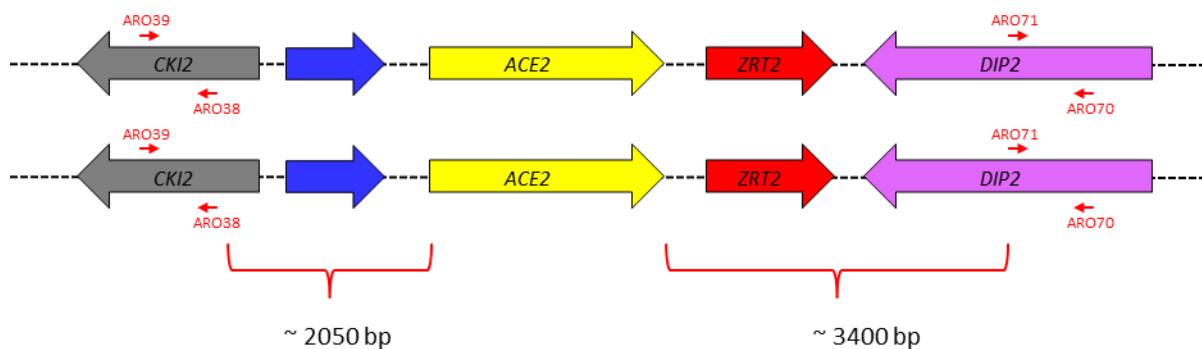 ARO39 ARO71
CKI2 ACE2 ZRT2 DIP2
ARO38 ARO70
ARO39 ARO71
CKI2 ACE2 ZRT2 DIP2
ARO38 ARO70
~ 2050 bp ~ 3400 bp